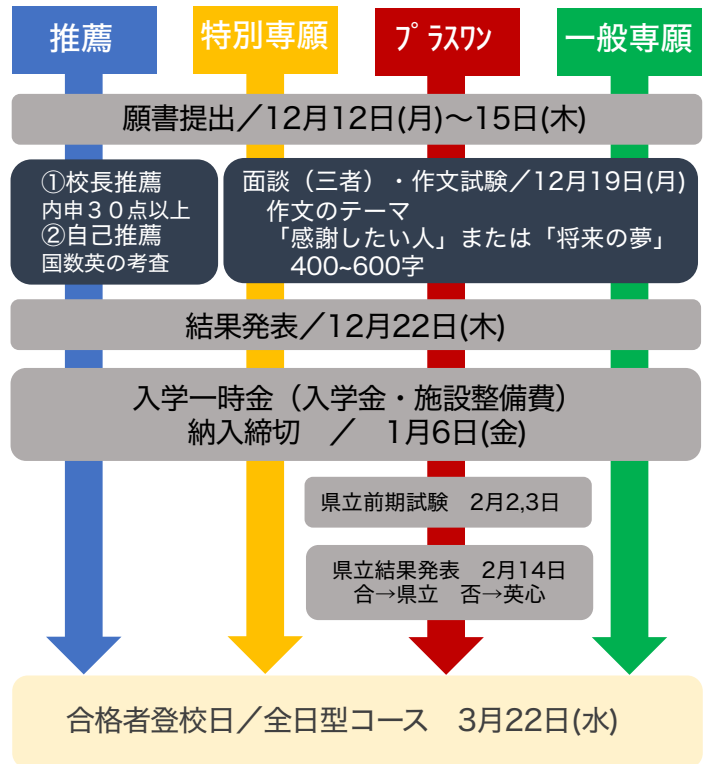 推薦
特別専願
プラスワン
一般専願
願書提出／12月12日(月)〜15日(木)
①校長推薦
内申３０点以上
②自己推薦
国数英の考査
面談（三者）・作文試験／12月19日(月)
作文のテーマ
「感謝したい人」または「将来の夢」
400~600字
結果発表／12月22日(木)
入学一時金（入学金・施設整備費）
納入締切　／　1月6日(金)
県立前期試験　2月2,3日
県立結果発表　2月14日
合→県立　否→英心
合格者登校日／全日型コース　3月22日(水)